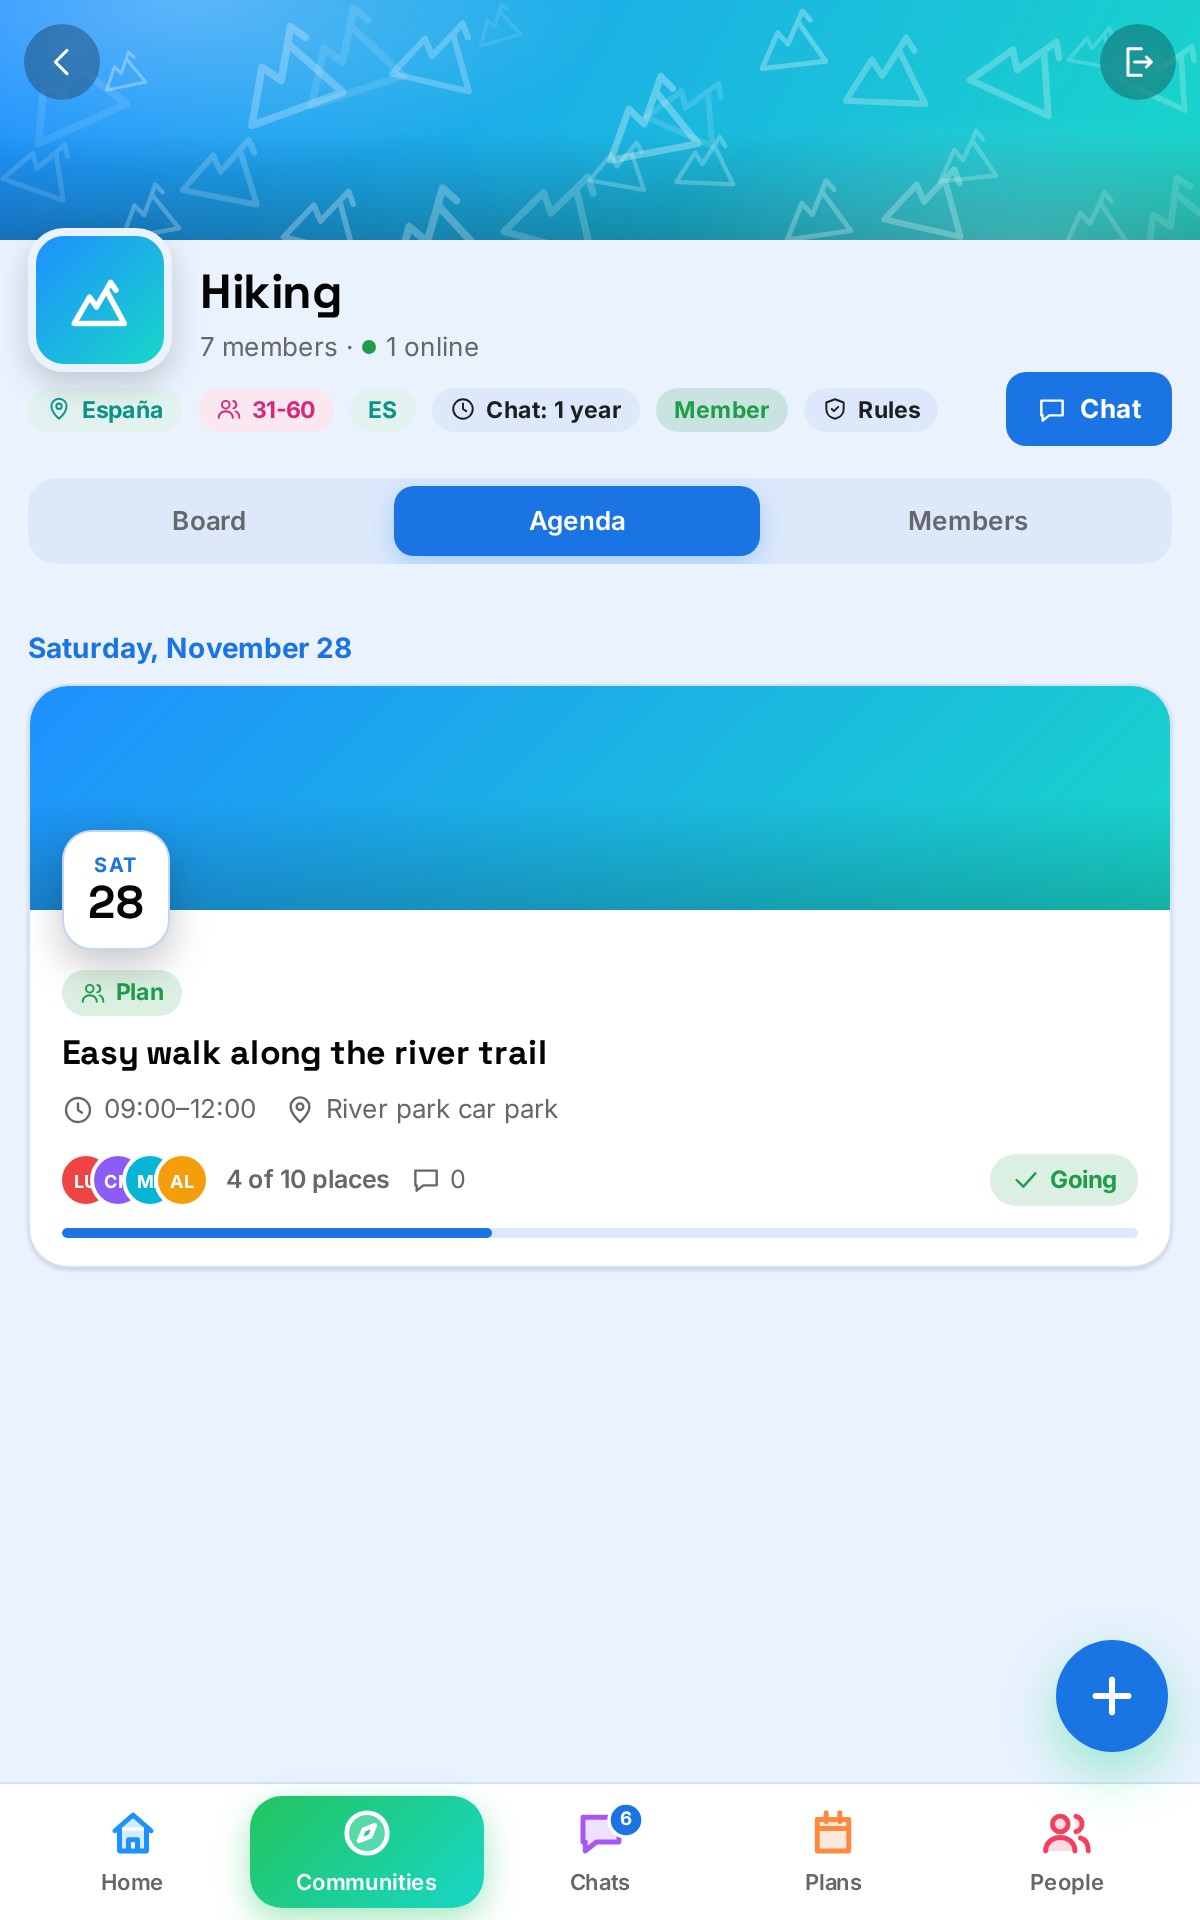 Hiking
7 members · 1 online
España
31-60
ES
Chat: 1 year
Member
Rules
Chat
Board
Agenda
Members
Saturday, November 28
SAT
28
Plan
Easy walk along the river trail
09:00–12:00
River park car park
AL
4 of 10 places
0
Going
6
Home
Communities
Chats
Plans
People